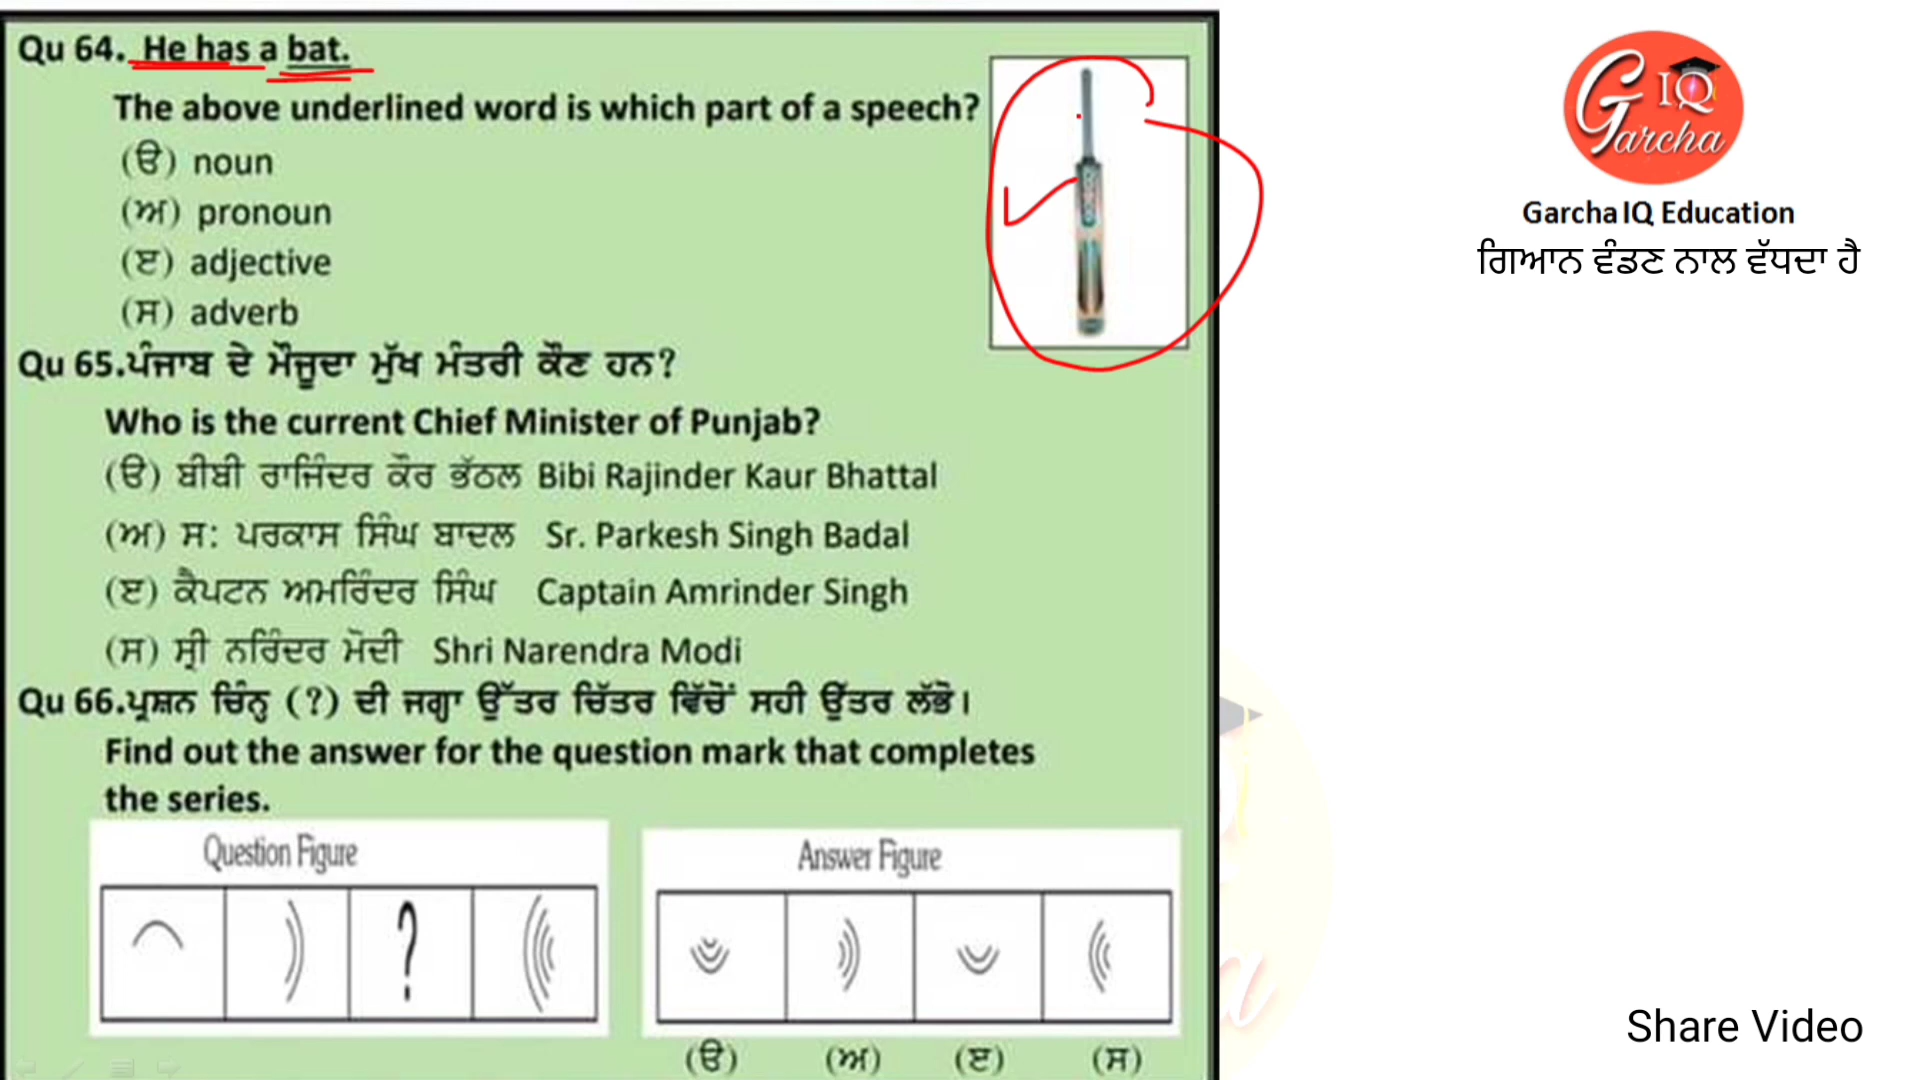 Qu 64. He has a bat.
The above underlined word is which part of a speech?
(ੳ) noun
(ਅ) pronoun
(ੲ) adjective
(ਸ) adverb
Qu 65.ਪੰਜਾਬ ਦੇ ਮੌਜੂਦਾ ਮੁੱਖ ਮੰਤਰੀ ਕੌਣ ਹਨ?
Who is the current Chief Minister of Punjab?
(ੳ) ਬੀਬੀ ਰਾਜਿੰਦਰ ਕੌਰ ਭੱਠਲ Bibi Rajinder Kaur Bhattal
(ਅ) ਸ: ਪਰਕਾਸ ਸਿੰਘ ਬਾਦਲ Sr. Parkesh Singh Badal
(ੲ) ਕੈਪਟਨ ਅਮਰਿੰਦਰ ਸਿੰਘ Captain Amrinder Singh
(ਸ) ਸ੍ਰੀ ਨਰਿੰਦਰ ਮੋਦੀ Shri Narendra Modi
Qu 66.ਪ੍ਰਸ਼ਨ ਚਿੰਨ੍ਹ (?) ਦੀ ਜਗ੍ਹਾ ਉੱਤਰ ਚਿੱਤਰ ਵਿੱਚੋਂ ਸਹੀ ਉੱਤਰ ਲੱਭੋ।
Find out the answer for the question mark that completes
the series.
Question Figure
?
Answer Figure
(ੳ) (ਅ) (ੲ) (ਸ)
Garcha IQ
Garcha IQ Education
ਗਿਆਨ ਵੰਡਣ ਨਾਲ ਵੱਧਦਾ ਹੈ
Share Video